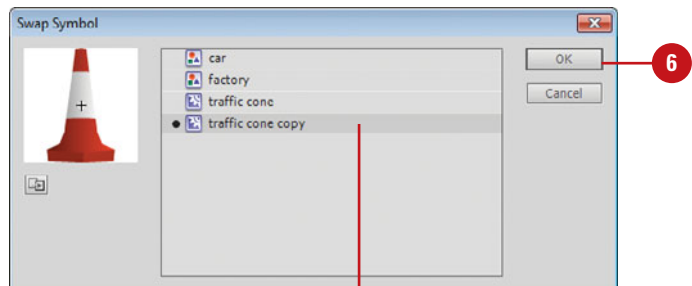 Swap Symbol
car
factory
traffic cone
traffic cone copy
OK
Cancel
6